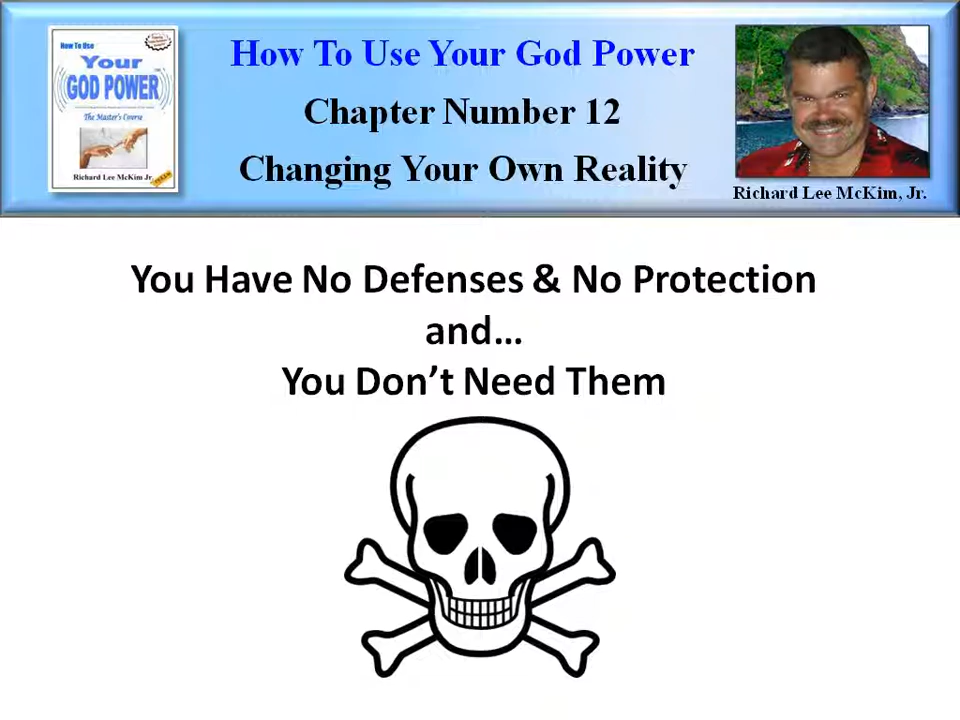 How To Use
Your
GOD POWER
The Master's Course
Richard Lee McKim Jr.
How To Use Your God Power
Chapter Number 12
Changing Your Own Reality
Richard Lee McKim, Jr.
You Have No Defenses & No Protection
and…
You Don’t Need Them